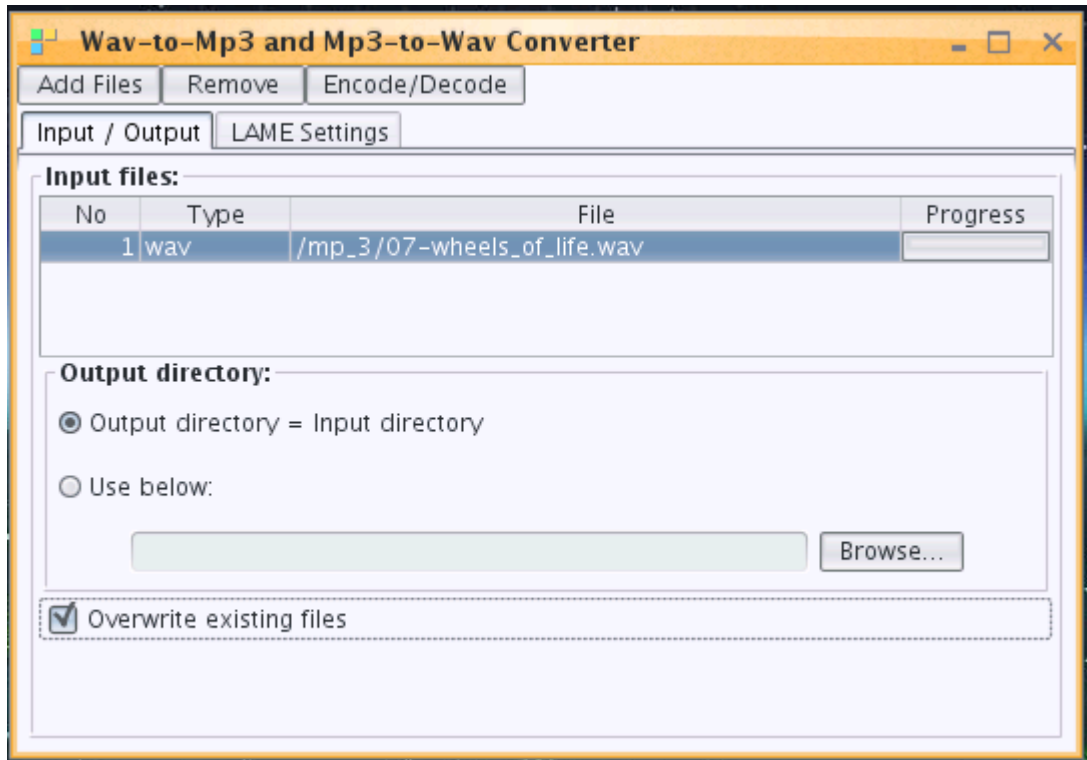 Wav-to-Mp3 and Mp3-to-Wav Converter
Add Files Remove Encode/Decode
Input / Output LAME Settings
Input files:
No Type File Progress
1 wav /mp_3/07-wheels_of_life.wav
Output directory:
Output directory = Input directory
Use below:
Browse...
Overwrite existing files